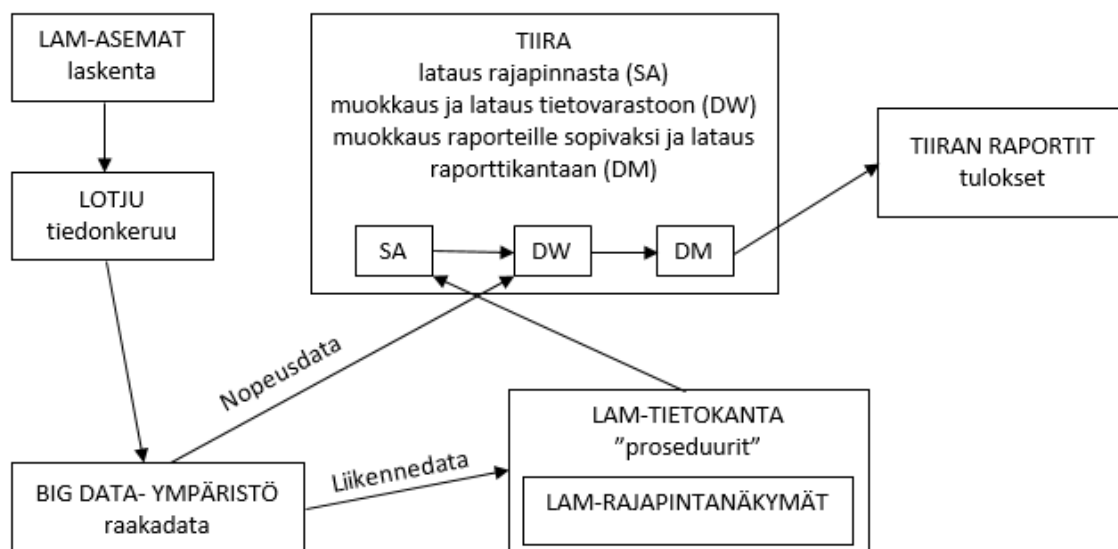 LAM-ASEMAT
laskenta
LOTJU
tiedonkeruu
TIIRA
lataus rajapinnasta (SA)
muokkaus ja lataus tietovarastoon (DW)
muokkaus raporteille sopivaksi ja lataus
raporttikantaan (DM)
SA
DW
DM
TIIRAN RAPORTIT
tulokset
Nopeusdata
Liikennedata
BIG DATA- YMPÄRISTÖ
raakadata
LAM-TIETOKANTA
”proseduurit”
LAM-RAJAPINTANÄKYMÄT